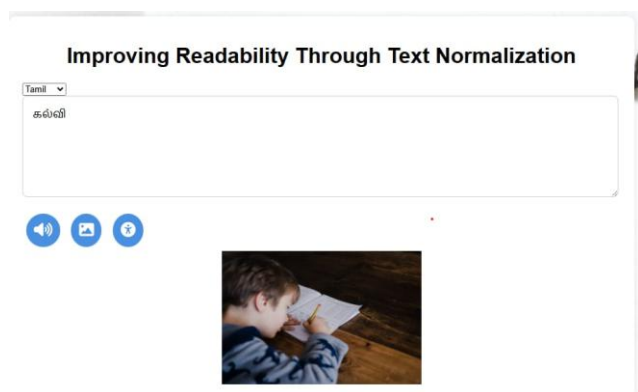 Improving Readability Through Text Normalization
Tamil
கல்வி